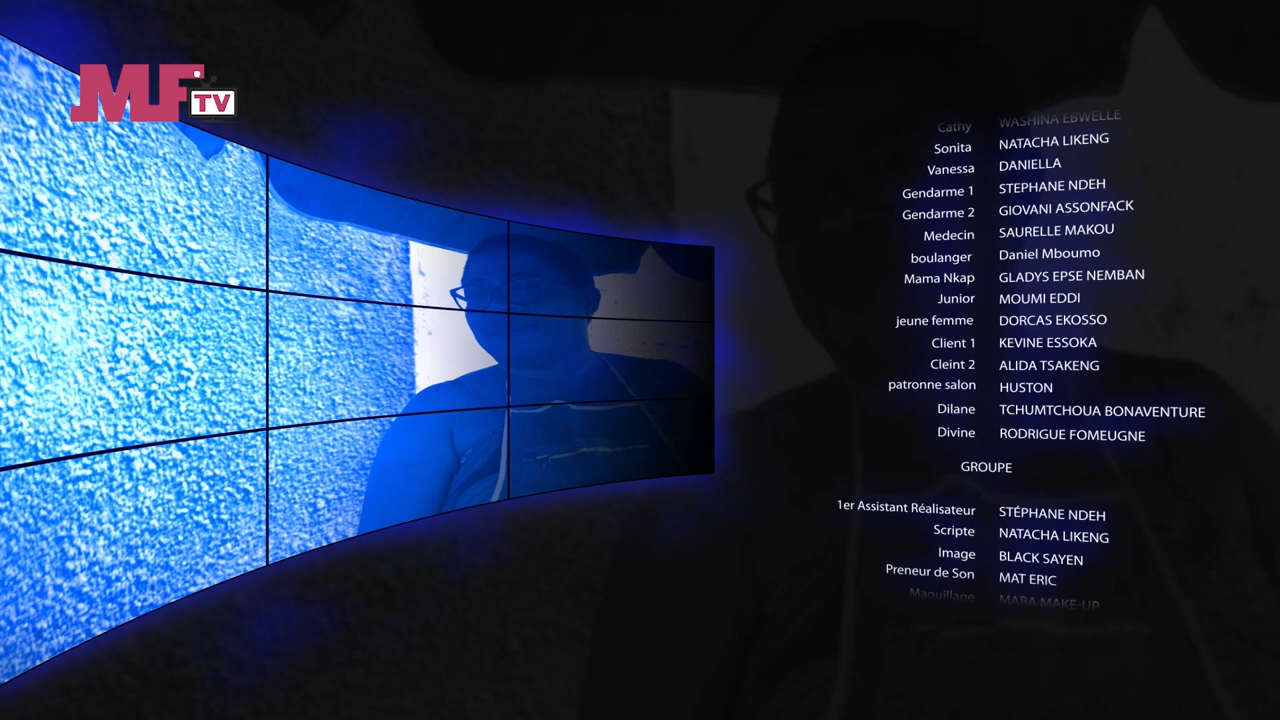 MF TV
Cathy WASHINA EBWELLE
Sonita NATACHA LIKENG
Vanessa DANIELLA
Gendarme 1 STEPHANE NDEH
Gendarme 2 GIOVANI ASSONFACK
Medecin SAURELLE MAKOU
boulanger Daniel Mboumo
Mama Nkap GLADYS EPSE NEMBAN
Junior MOUMI EDDI
jeune femme DORCAS EKOSSO
Client 1 KEVINE ESSOKA
Cleint 2 ALIDA TSAKENG
patronne salon HUSTON
Dilane TCHUMTCHOUA BONAVENTURE
Divine RODRIGUE FOMEUGNE
GROUPE
1er Assistant Réalisateur STÉPHANE NDEH
Scripte NATACHA LIKENG
Image BLACK SAYEN
Preneur de Son MAT ERIC
Maquillage MABA MAKE-UP